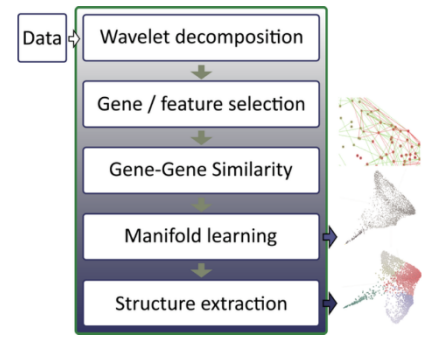 Data
Wavelet decomposition
Gene / feature selection
Gene-Gene Similarity
Manifold learning
Structure extraction